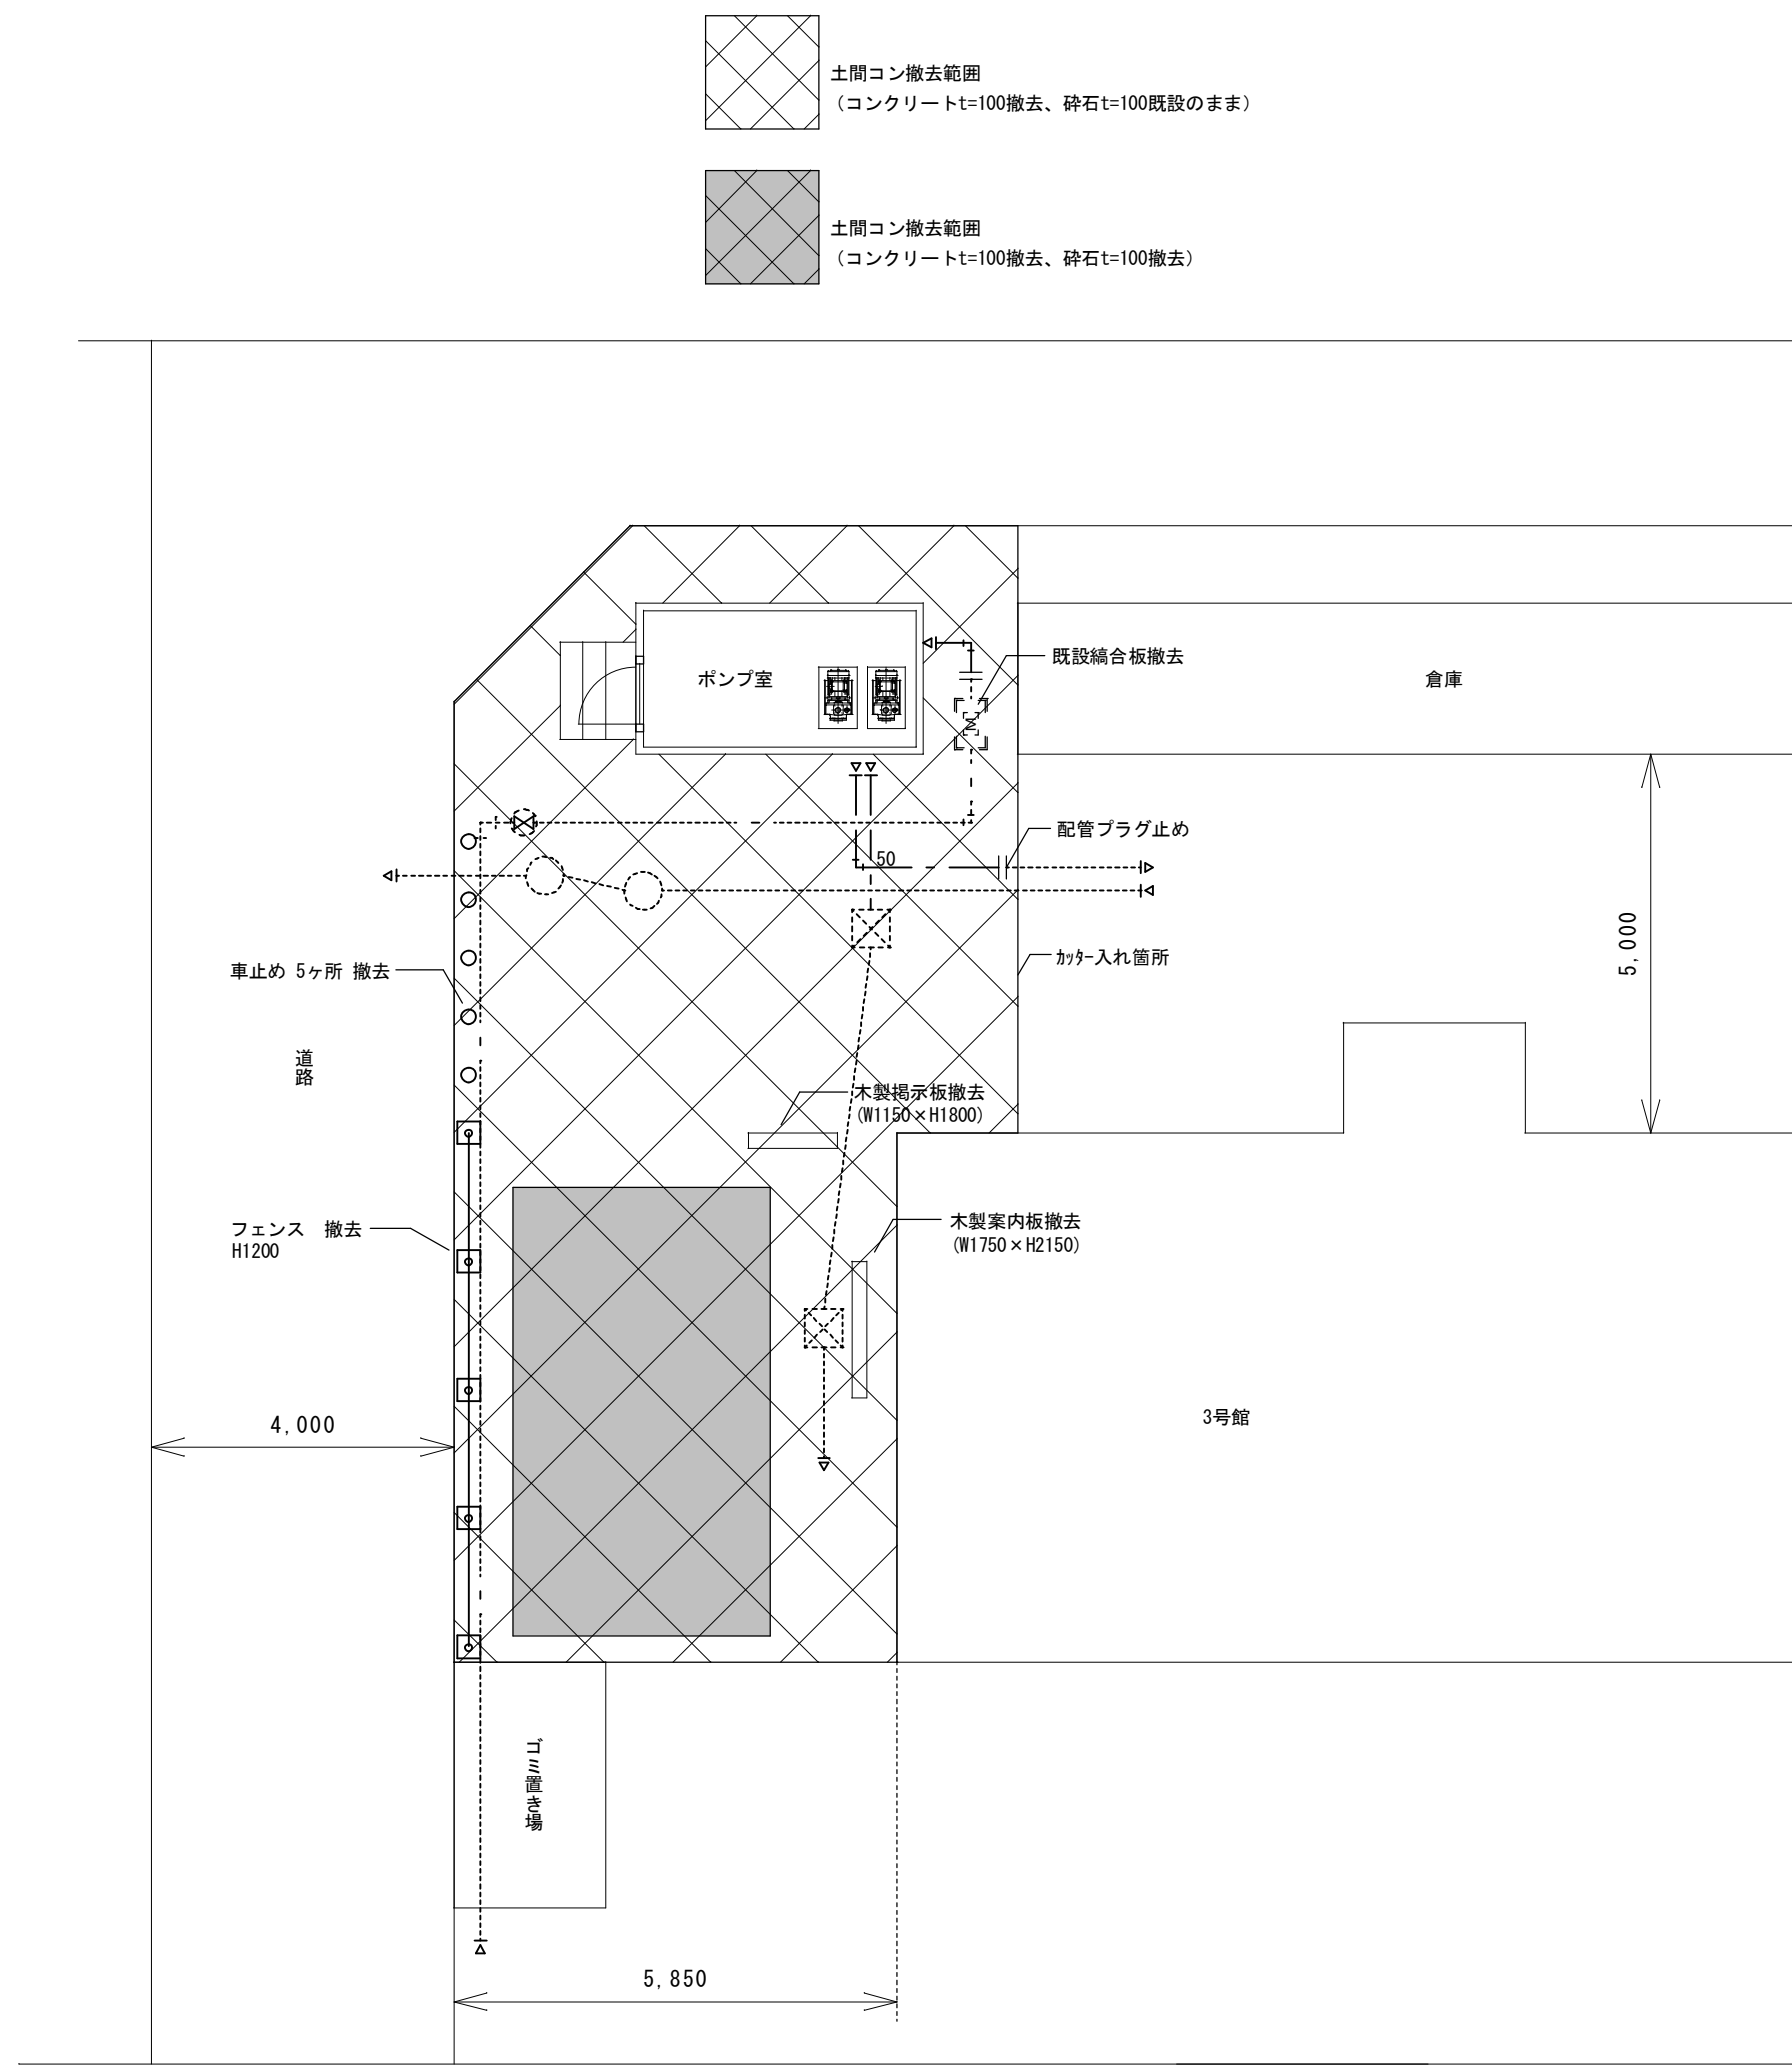 土間コン撤去範囲
(コンクリートt=100撤去、砕石t=100既設のまま)
土間コン撤去範囲
(コンクリートt=100撤去、砕石t=100撤去)
既設縞合板撤去
ポンプ室
倉庫
M
配管プラグ止め
50
5,000
カッター入れ箇所
車止め 5ヶ所 撤去
道路
木製掲示板撤去
(W1150×H1800)
フェンス 撤去
H1200
木製案内板撤去
(W1750×H2150)
4,000
3号館
ゴミ置き場
5,850